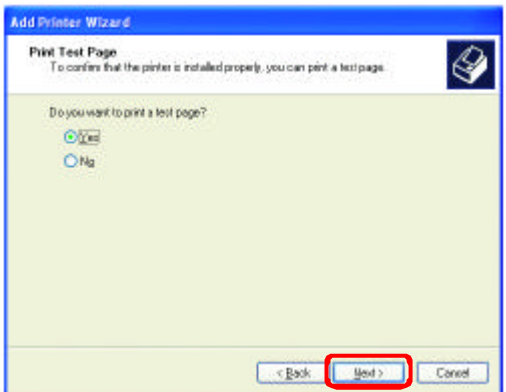 Add Printer Wizard
Print Test Page
To confirm that the printer is installed properly, you can print a test page.
Do you want to print a test page?
Yes
No
< Back
Next >
Cancel